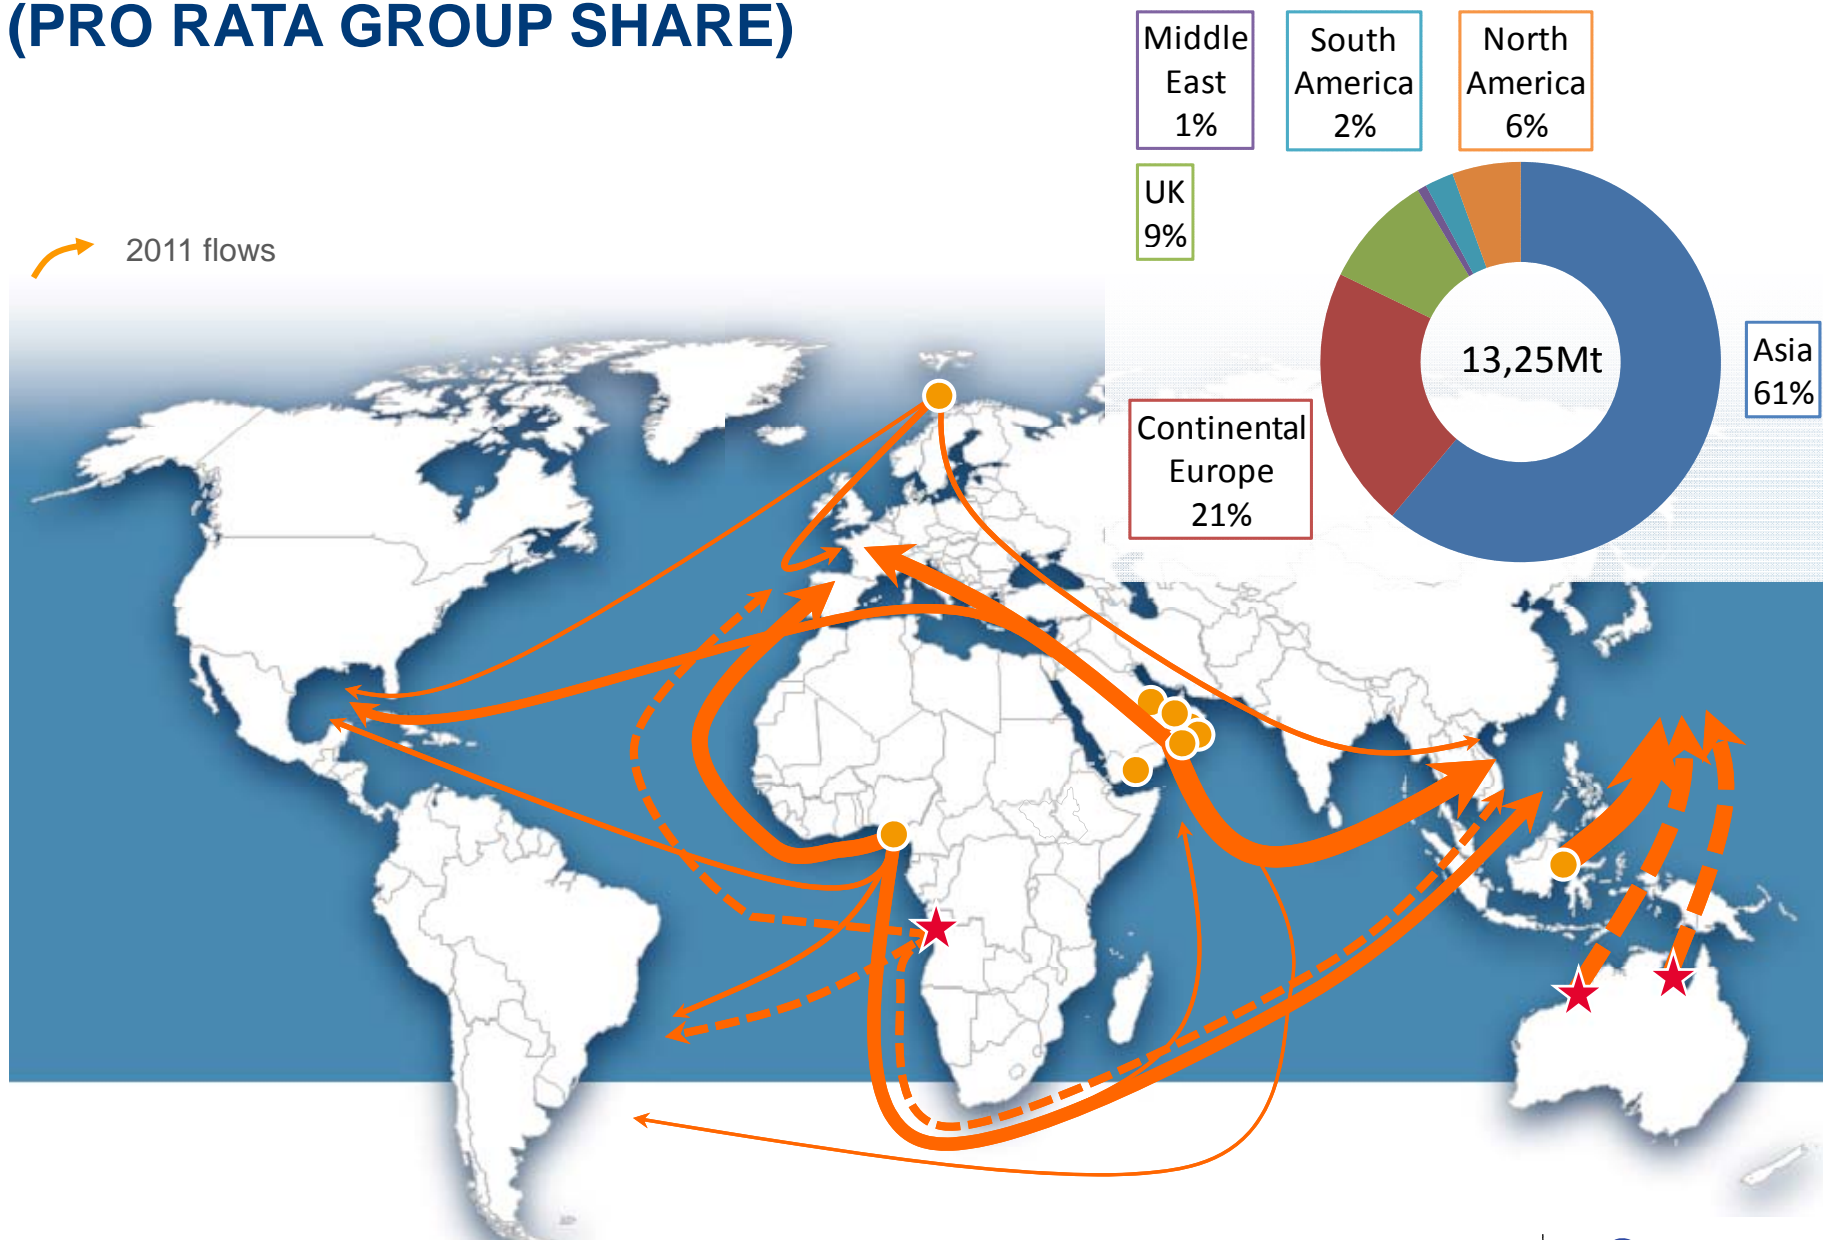 (PRO RATA GROUP SHARE)
Middle
East
1%
South
America
2%
North
America
6%
UK
9%
2011 flows
13,25Mt
Asia
61%
Continental
Europe
21%